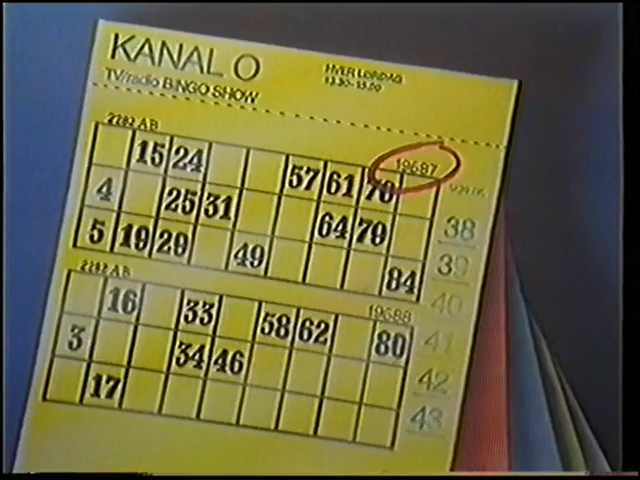 KANAL O
HVER LØRDAG
TV/radio BINGO SHOW
13.30-15.00
2282 AB
19687
15 24 57 61 70
4 25 31 64 79
5 19 29 49 84
38
39
40
41
42
43
2282 AB
19688
16 33 58 62 80
3 34 46
17